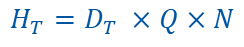 H_T = D_T × Q × N